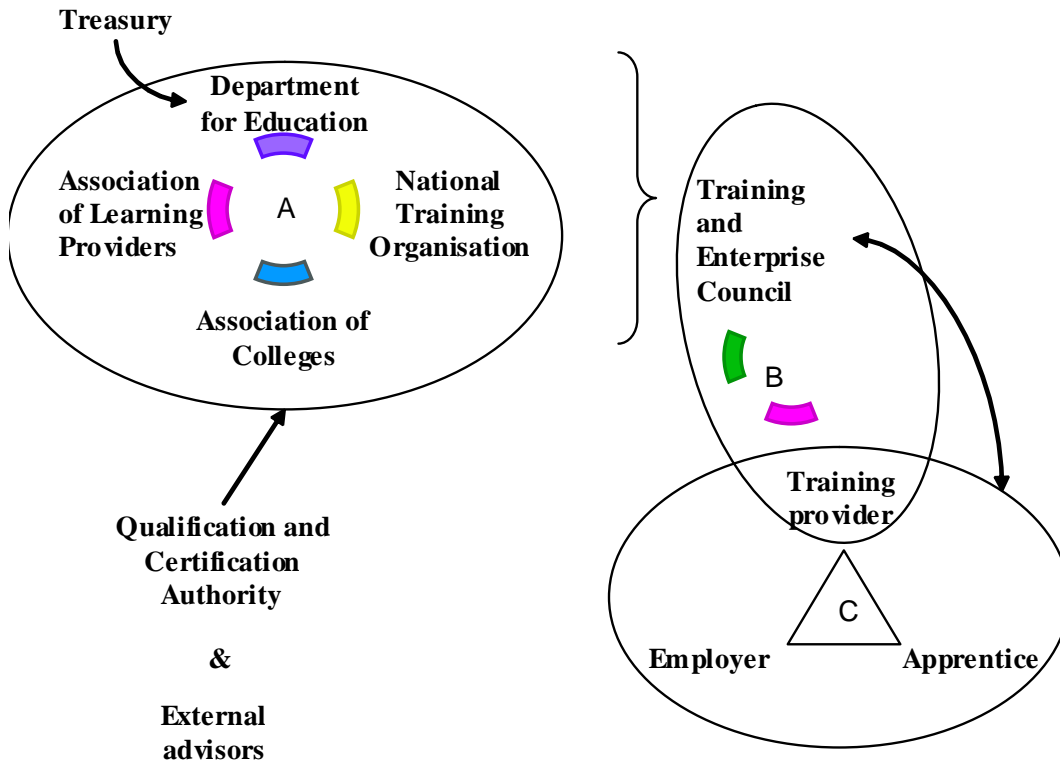 Treasury
Department
for Education
Association
of Learning
Providers
A
National
Training
Organisation
Association of
Colleges
Qualification and
Certification
Authority
&
External
advisors
Training
and
Enterprise
Council
B
Training
provider
C
Employer
Apprentice